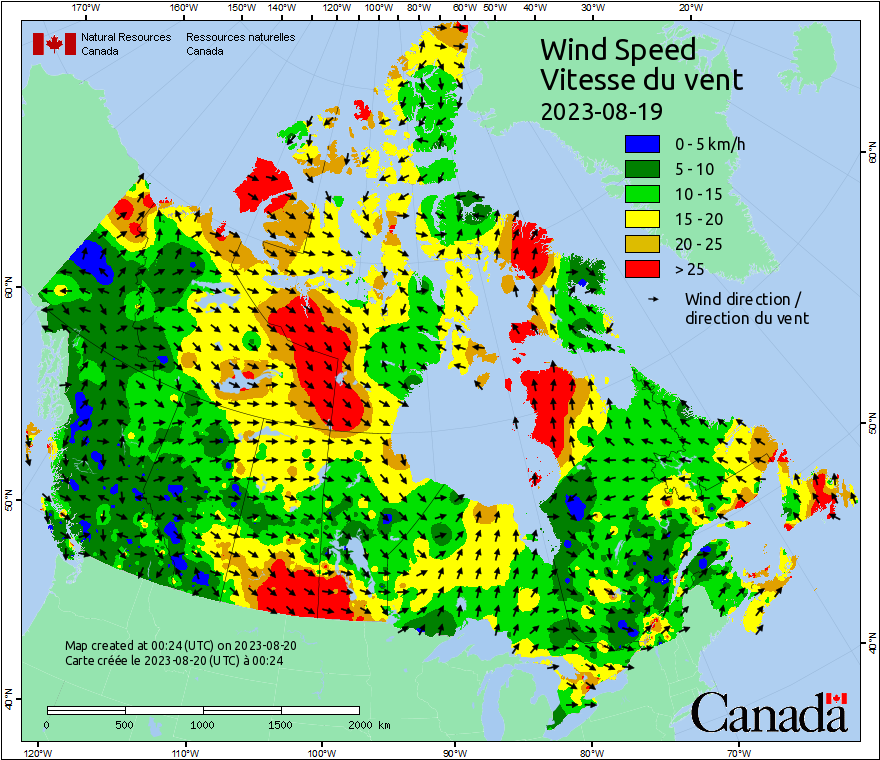 170°W 160°W 150°W 140°W 120°W 100°W 80°W 60°W 50°W 40°W 30°W 20°W
Natural Resources Ressources naturelles
Canada Canada
Wind Speed
Vitesse du vent
2023-08-19
0 - 5 km/h
5 - 10
10 - 15
15 - 20
20 - 25
> 25
Wind direction /
direction du vent
60°N
60°N
50°N
50°N
40°N
40°N
Map created at 00:24 (UTC) on 2023-08-20
Carte créée le 2023-08-20 (UTC) à 00:24
0 500 1000 1500 2000 km
Canada
120°W 110°W 100°W 90°W 80°W 70°W